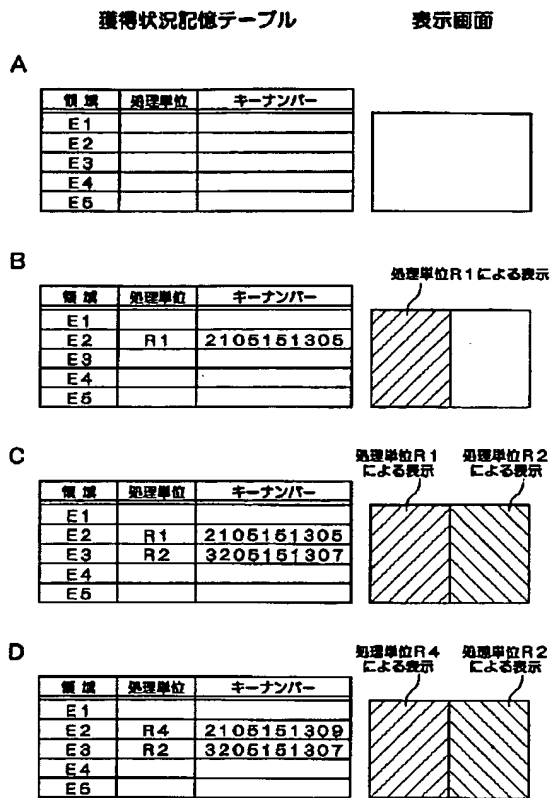 獲得状況記憶テーブル 表示画面
A
領域 処理単位 キーナンバー
E1
E2
E3
E4
E5
B
処理単位R1による表示
領域 処理単位 キーナンバー
E1
E2 R1 2105151305
E3
E4
E5
C
処理単位R1 処理単位R2
による表示 による表示
領域 処理単位 キーナンバー
E1
E2 R1 2105151305
E3 R2 3205151307
E4
E5
D
処理単位R4 処理単位R2
による表示 による表示
領域 処理単位 キーナンバー
E1
E2 R4 2105151309
E3 R2 3205151307
E4
E5